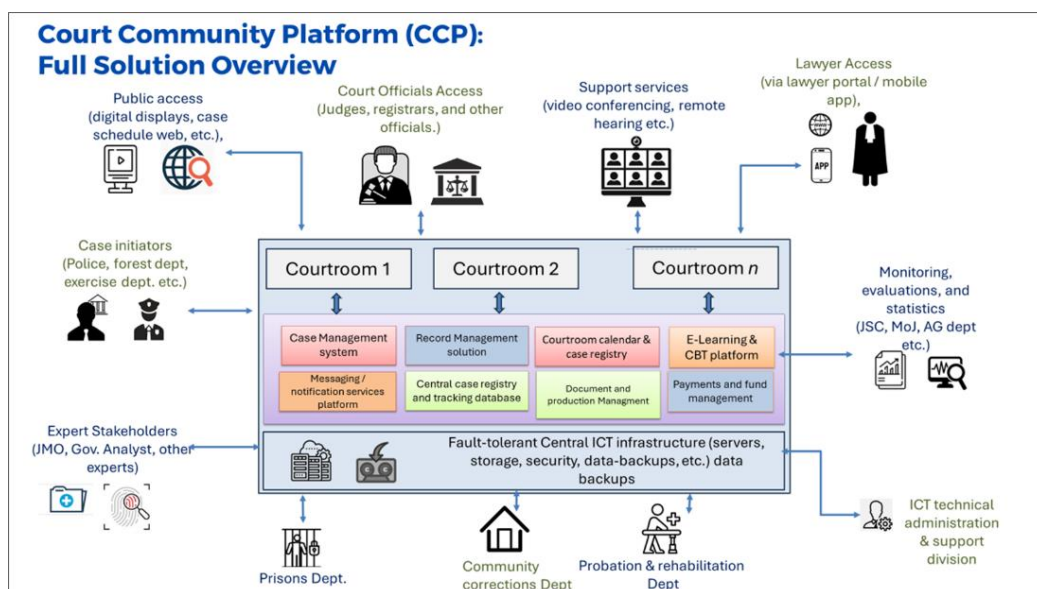 Court Community Platform (CCP):
Full Solution Overview
Public access
(digital displays, case
schedule web, etc.),
Court Officials Access
(Judges, registrars, and other
officials.)
Support services
(video conferencing, remote
hearing etc.)
Lawyer Access
(via lawyer portal / mobile
app),
WWW
APP
Case initiators
(Police, forest dept,
exercise dept. etc.)
Courtroom 1
Courtroom 2
Courtroom n
Monitoring,
evaluations, and
statistics
(JSC, MoJ, AG dept
etc.)
Case Management
system
Record Management
solution
Courtroom calendar &
case registry
E-Learning &
CBT platform
Messaging /
notification services
platform
Central case registry
and tracking database
Document and
production Managment
Payments and fund
management
Expert Stakeholders
(JMO, Gov. Analyst, other
experts)
Fault-tolerant Central ICT infrastructure (servers,
storage, security, data-backups, etc.) data
backups
ICT technical
administration
& support
division
Prisons Dept.
Community
corrections Dept
Probation & rehabilitation
Dept